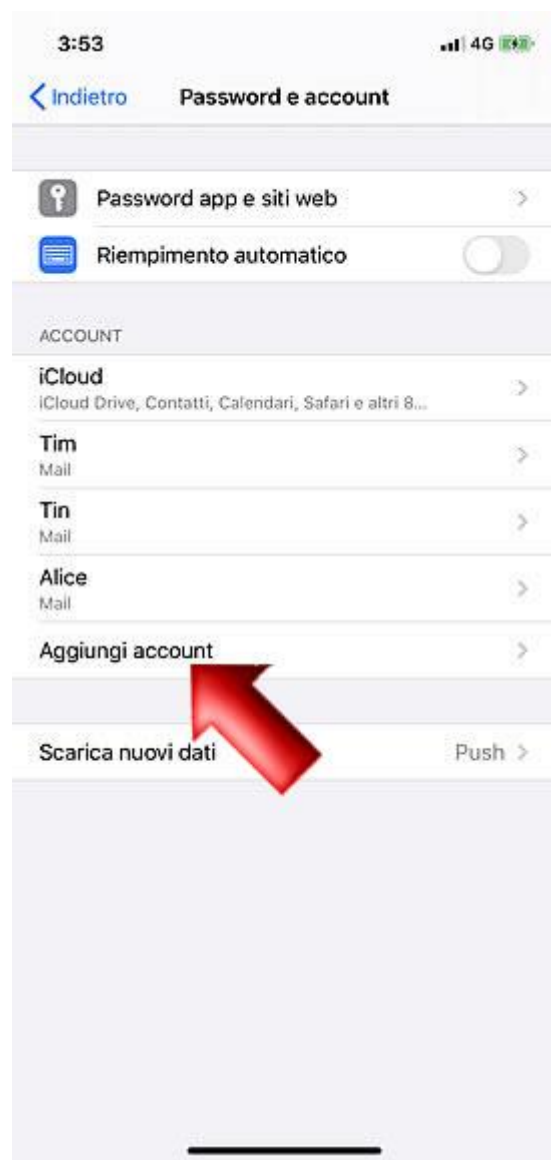 3:53
4G
Indietro
Password e account
Password app e siti web
Riempimento automatico
ACCOUNT
iCloud
iCloud Drive, Contatti, Calendari, Safari e altri 8...
Tim
Mail
Tin
Mail
Alice
Mail
Aggiungi account
Scarica nuovi dati
Push